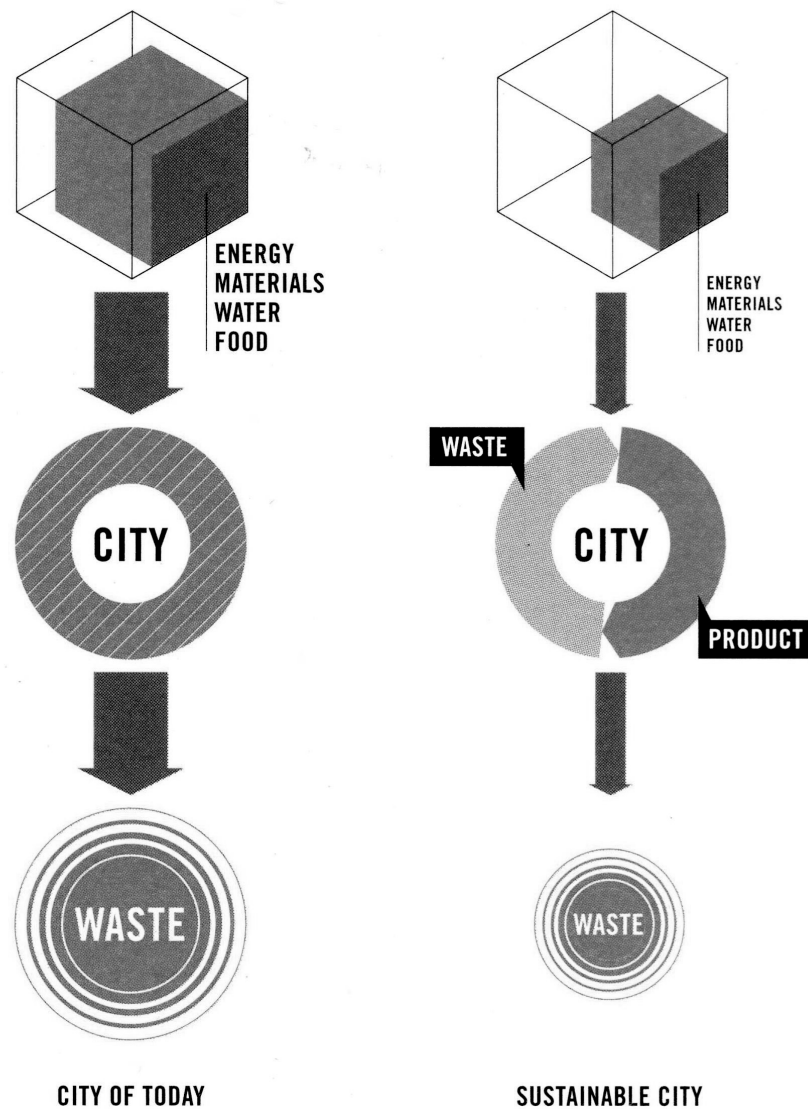 ENERGY
MATERIALS
WATER
FOOD
CITY
WASTE
CITY OF TODAY
ENERGY
MATERIALS
WATER
FOOD
WASTE
CITY
PRODUCT
WASTE
SUSTAINABLE CITY